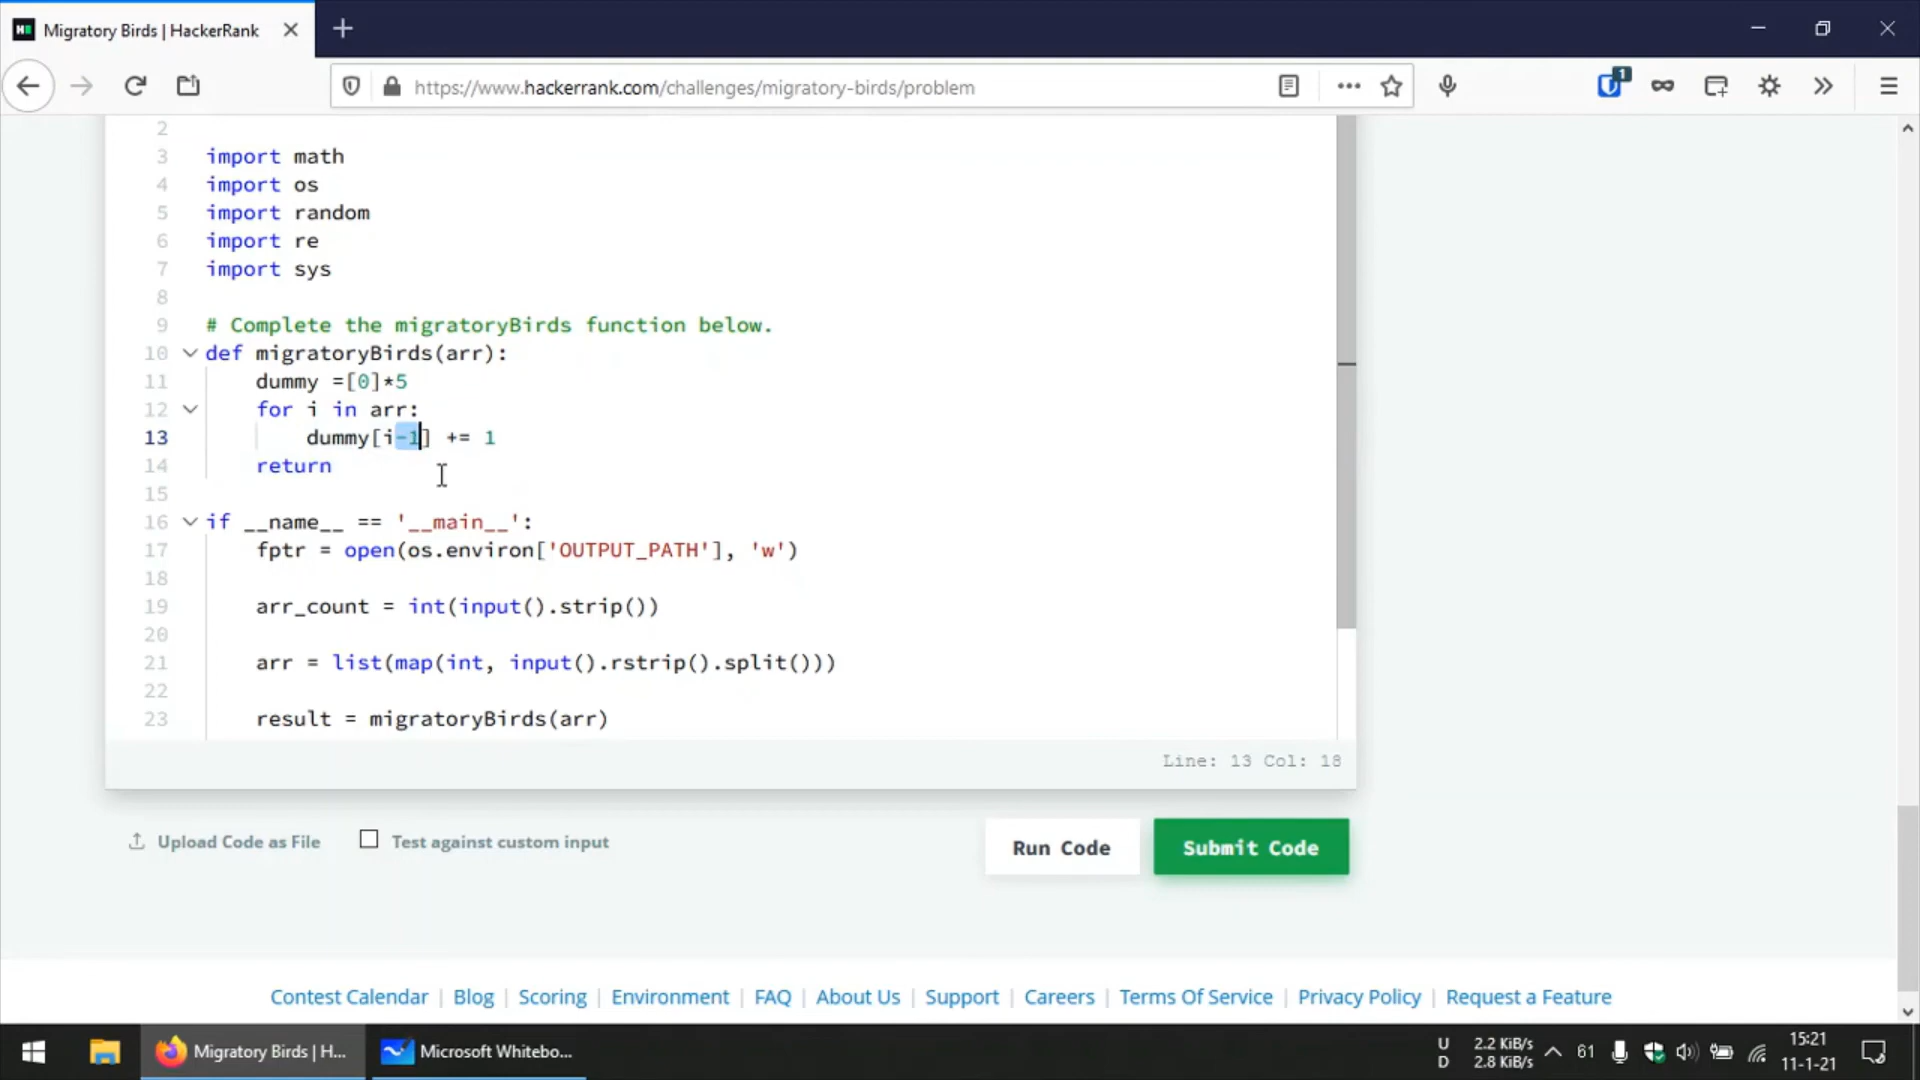 Migratory Birds | HackerRank
https://www.hackerrank.com/challenges/migratory-birds/problem
1
2
3 import math
4 import os
5 import random
6 import re
7 import sys
8
9 # Complete the migratoryBirds function below.
10 def migratoryBirds(arr):
11 dummy =[0]*5
12 for i in arr:
13 dummy[i-1] += 1
14 return
15
16 if __name__ == '__main__':
17 fptr = open(os.environ['OUTPUT_PATH'], 'w')
18
19 arr_count = int(input().strip())
20
21 arr = list(map(int, input().rstrip().split()))
22
23 result = migratoryBirds(arr)
Line: 13 Col: 18
Upload Code as File Test against custom input Run Code Submit Code
Contest Calendar | Blog | Scoring | Environment | FAQ | About Us | Support | Careers | Terms Of Service | Privacy Policy | Request a Feature
Migratory Birds | H... Microsoft Whitebo...
U 2.2 KiB/s
D 2.8 KiB/s
61
15:21
11-1-21